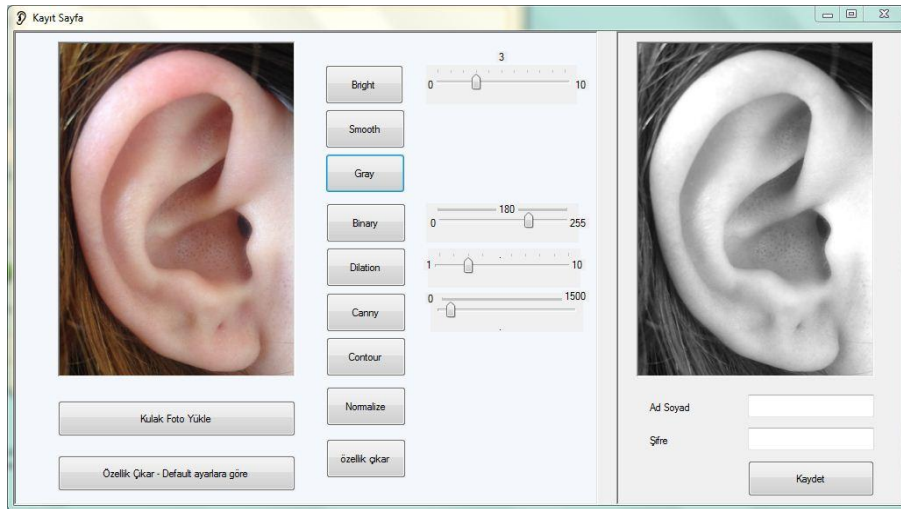 Kayıt Sayfa
3
Bright
0
10
Smooth
Gray
180
Binary
0
255
Dilation
1
10
0
1500
Canny
Contour
Normalize
özellik çıkar
Kulak Foto Yükle
Özellik Çıkar - Default ayarlara göre
Ad Soyad
Şifre
Kaydet